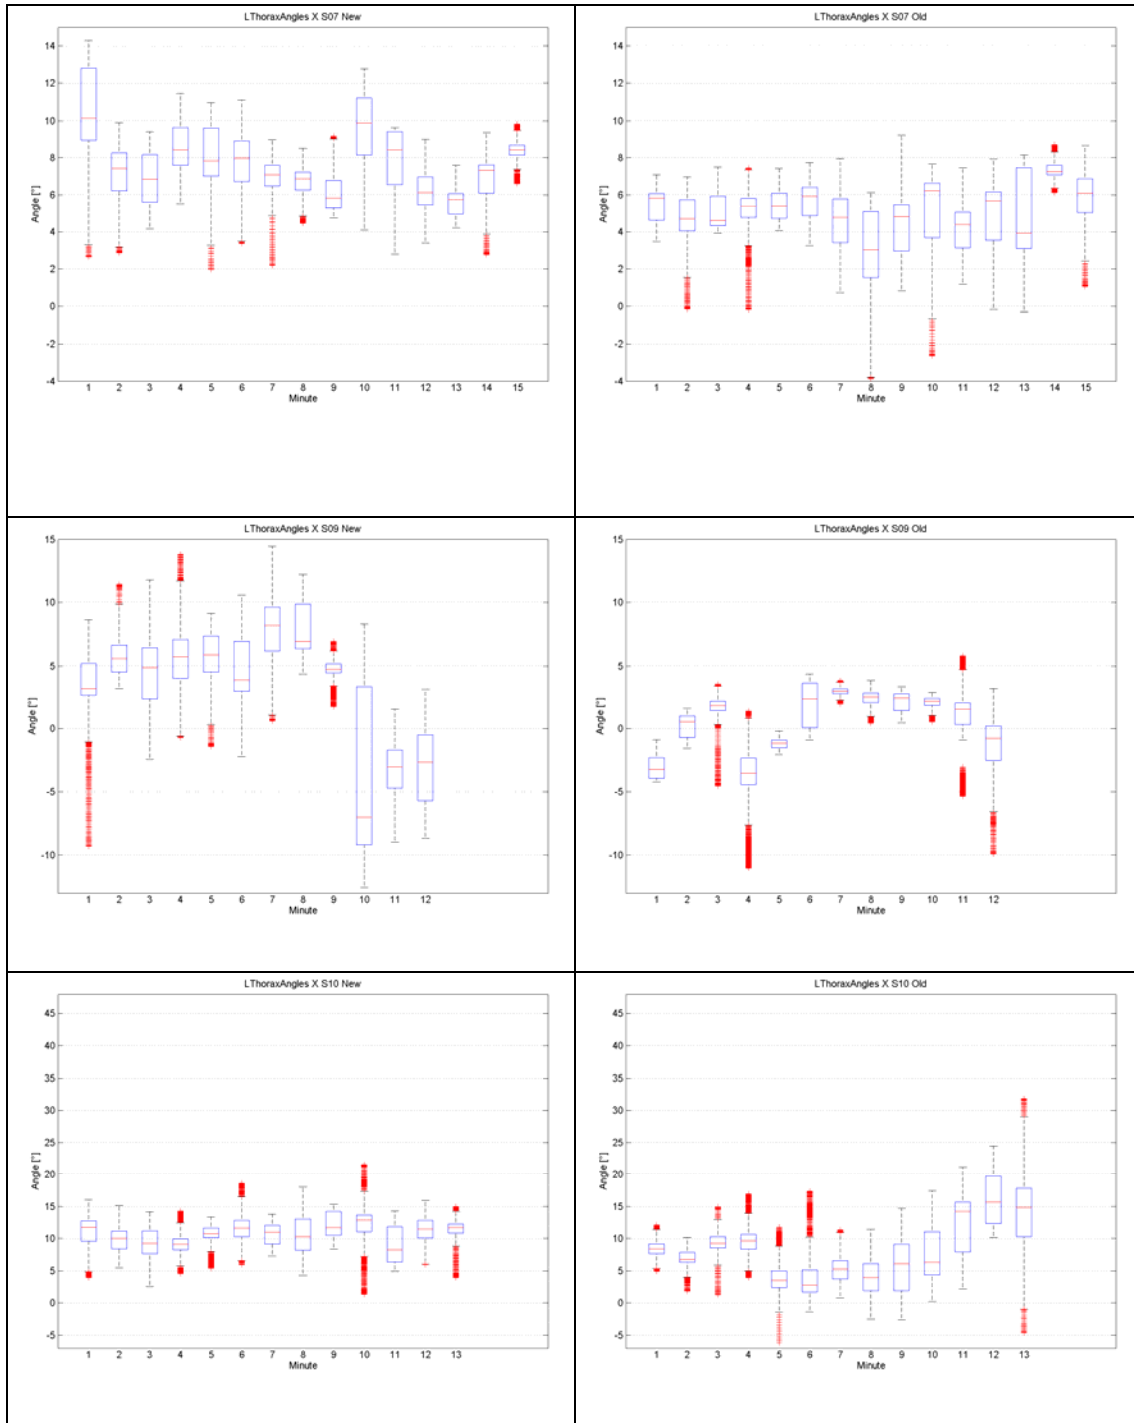 LThoraxAngles X S07 New
14
12
10
8
6
4
2
0
-2
-4
Angle [°]
1 2 3 4 5 6 7 8 9 10 11 12 13 14 15
Minute
LThoraxAngles X S07 Old
14
12
10
8
6
4
2
0
-2
-4
Angle [°]
1 2 3 4 5 6 7 8 9 10 11 12 13 14 15
Minute
LThoraxAngles X S09 New
15
10
5
0
-5
-10
Angle [°]
1 2 3 4 5 6 7 8 9 10 11 12
Minute
LThoraxAngles X S09 Old
15
10
5
0
-5
-10
Angle [°]
1 2 3 4 5 6 7 8 9 10 11 12
Minute
LThoraxAngles X S10 New
45
40
35
30
25
20
15
10
5
0
-5
Angle [°]
1 2 3 4 5 6 7 8 9 10 11 12 13
Minute
LThoraxAngles X S10 Old
45
40
35
30
25
20
15
10
5
0
-5
Angle [°]
1 2 3 4 5 6 7 8 9 10 11 12 13
Minute